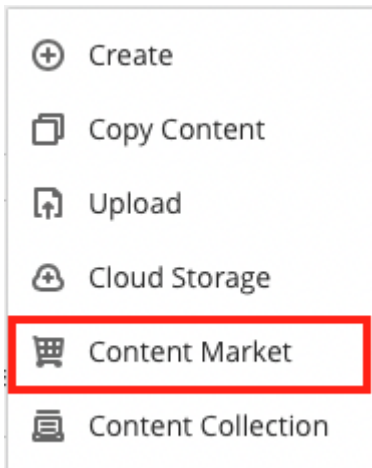 Create
Copy Content
Upload
Cloud Storage
Content Market
Content Collection